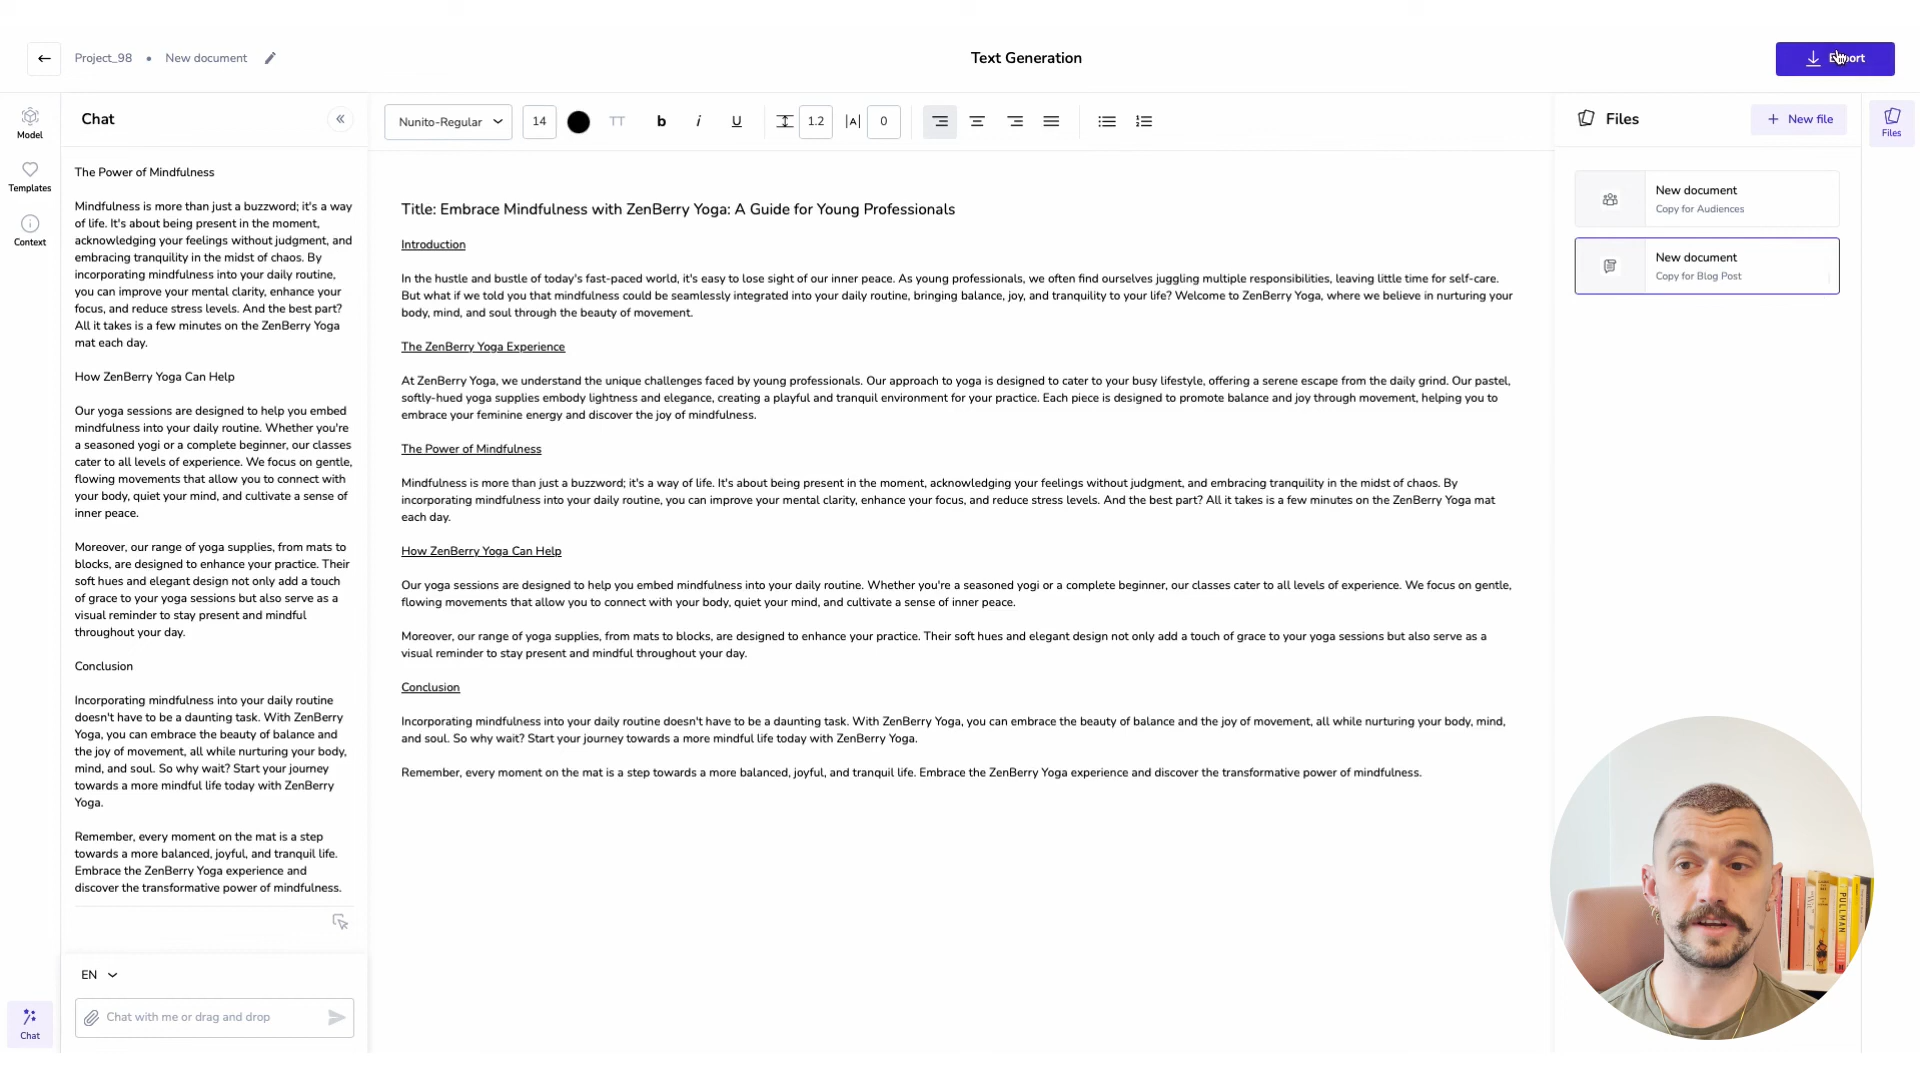 Project_98 • New document
Text Generation
Export
Model
Templates
Context
Chat
Chat
The Power of Mindfulness
Mindfulness is more than just a buzzword; it's a way
of life. It's about being present in the moment,
acknowledging your feelings without judgment, and
embracing tranquility in the midst of chaos. By
incorporating mindfulness into your daily routine,
you can improve your mental clarity, enhance your
focus, and reduce stress levels. And the best part?
All it takes is a few minutes on the ZenBerry Yoga
mat each day.
How ZenBerry Yoga Can Help
Our yoga sessions are designed to help you embed
mindfulness into your daily routine. Whether you're
a seasoned yogi or a complete beginner, our classes
cater to all levels of experience. We focus on gentle,
flowing movements that allow you to connect with
your body, quiet your mind, and cultivate a sense of
inner peace.
Moreover, our range of yoga supplies, from mats to
blocks, are designed to enhance your practice. Their
soft hues and elegant design not only add a touch
of grace to your yoga sessions but also serve as a
visual reminder to stay present and mindful
throughout your day.
Conclusion
Incorporating mindfulness into your daily routine
doesn't have to be a daunting task. With ZenBerry
Yoga, you can embrace the beauty of balance and
the joy of movement, all while nurturing your body,
mind, and soul. So why wait? Start your journey
towards a more mindful life today with ZenBerry
Yoga.
Remember, every moment on the mat is a step
towards a more balanced, joyful, and tranquil life.
Embrace the ZenBerry Yoga experience and
discover the transformative power of mindfulness.
EN
Chat with me or drag and drop
Nunito-Regular 14 TT b i U 1.2 |A| 0
Title: Embrace Mindfulness with ZenBerry Yoga: A Guide for Young Professionals
Introduction
In the hustle and bustle of today's fast-paced world, it's easy to lose sight of our inner peace. As young professionals, we often find ourselves juggling multiple responsibilities, leaving little time for self-care.
But what if we told you that mindfulness could be seamlessly integrated into your daily routine, bringing balance, joy, and tranquility to your life? Welcome to ZenBerry Yoga, where we believe in nurturing your
body, mind, and soul through the beauty of movement.
The ZenBerry Yoga Experience
At ZenBerry Yoga, we understand the unique challenges faced by young professionals. Our approach to yoga is designed to cater to your busy lifestyle, offering a serene escape from the daily grind. Our pastel,
softly-hued yoga supplies embody lightness and elegance, creating a playful and tranquil environment for your practice. Each piece is designed to promote balance and joy through movement, helping you to
embrace your feminine energy and discover the joy of mindfulness.
The Power of Mindfulness
Mindfulness is more than just a buzzword; it's a way of life. It's about being present in the moment, acknowledging your feelings without judgment, and embracing tranquility in the midst of chaos. By
incorporating mindfulness into your daily routine, you can improve your mental clarity, enhance your focus, and reduce stress levels. And the best part? All it takes is a few minutes on the ZenBerry Yoga mat
each day.
How ZenBerry Yoga Can Help
Our yoga sessions are designed to help you embed mindfulness into your daily routine. Whether you're a seasoned yogi or a complete beginner, our classes cater to all levels of experience. We focus on gentle,
flowing movements that allow you to connect with your body, quiet your mind, and cultivate a sense of inner peace.
Moreover, our range of yoga supplies, from mats to blocks, are designed to enhance your practice. Their soft hues and elegant design not only add a touch of grace to your yoga sessions but also serve as a
visual reminder to stay present and mindful throughout your day.
Conclusion
Incorporating mindfulness into your daily routine doesn't have to be a daunting task. With ZenBerry Yoga, you can embrace the beauty of balance and the joy of movement, all while nurturing your body, mind,
and soul. So why wait? Start your journey towards a more mindful life today with ZenBerry Yoga.
Remember, every moment on the mat is a step towards a more balanced, joyful, and tranquil life. Embrace the ZenBerry Yoga experience and discover the transformative power of mindfulness.
Files
+ New file
New document
Copy for Audiences
New document
Copy for Blog Post
Files
PULLMAN